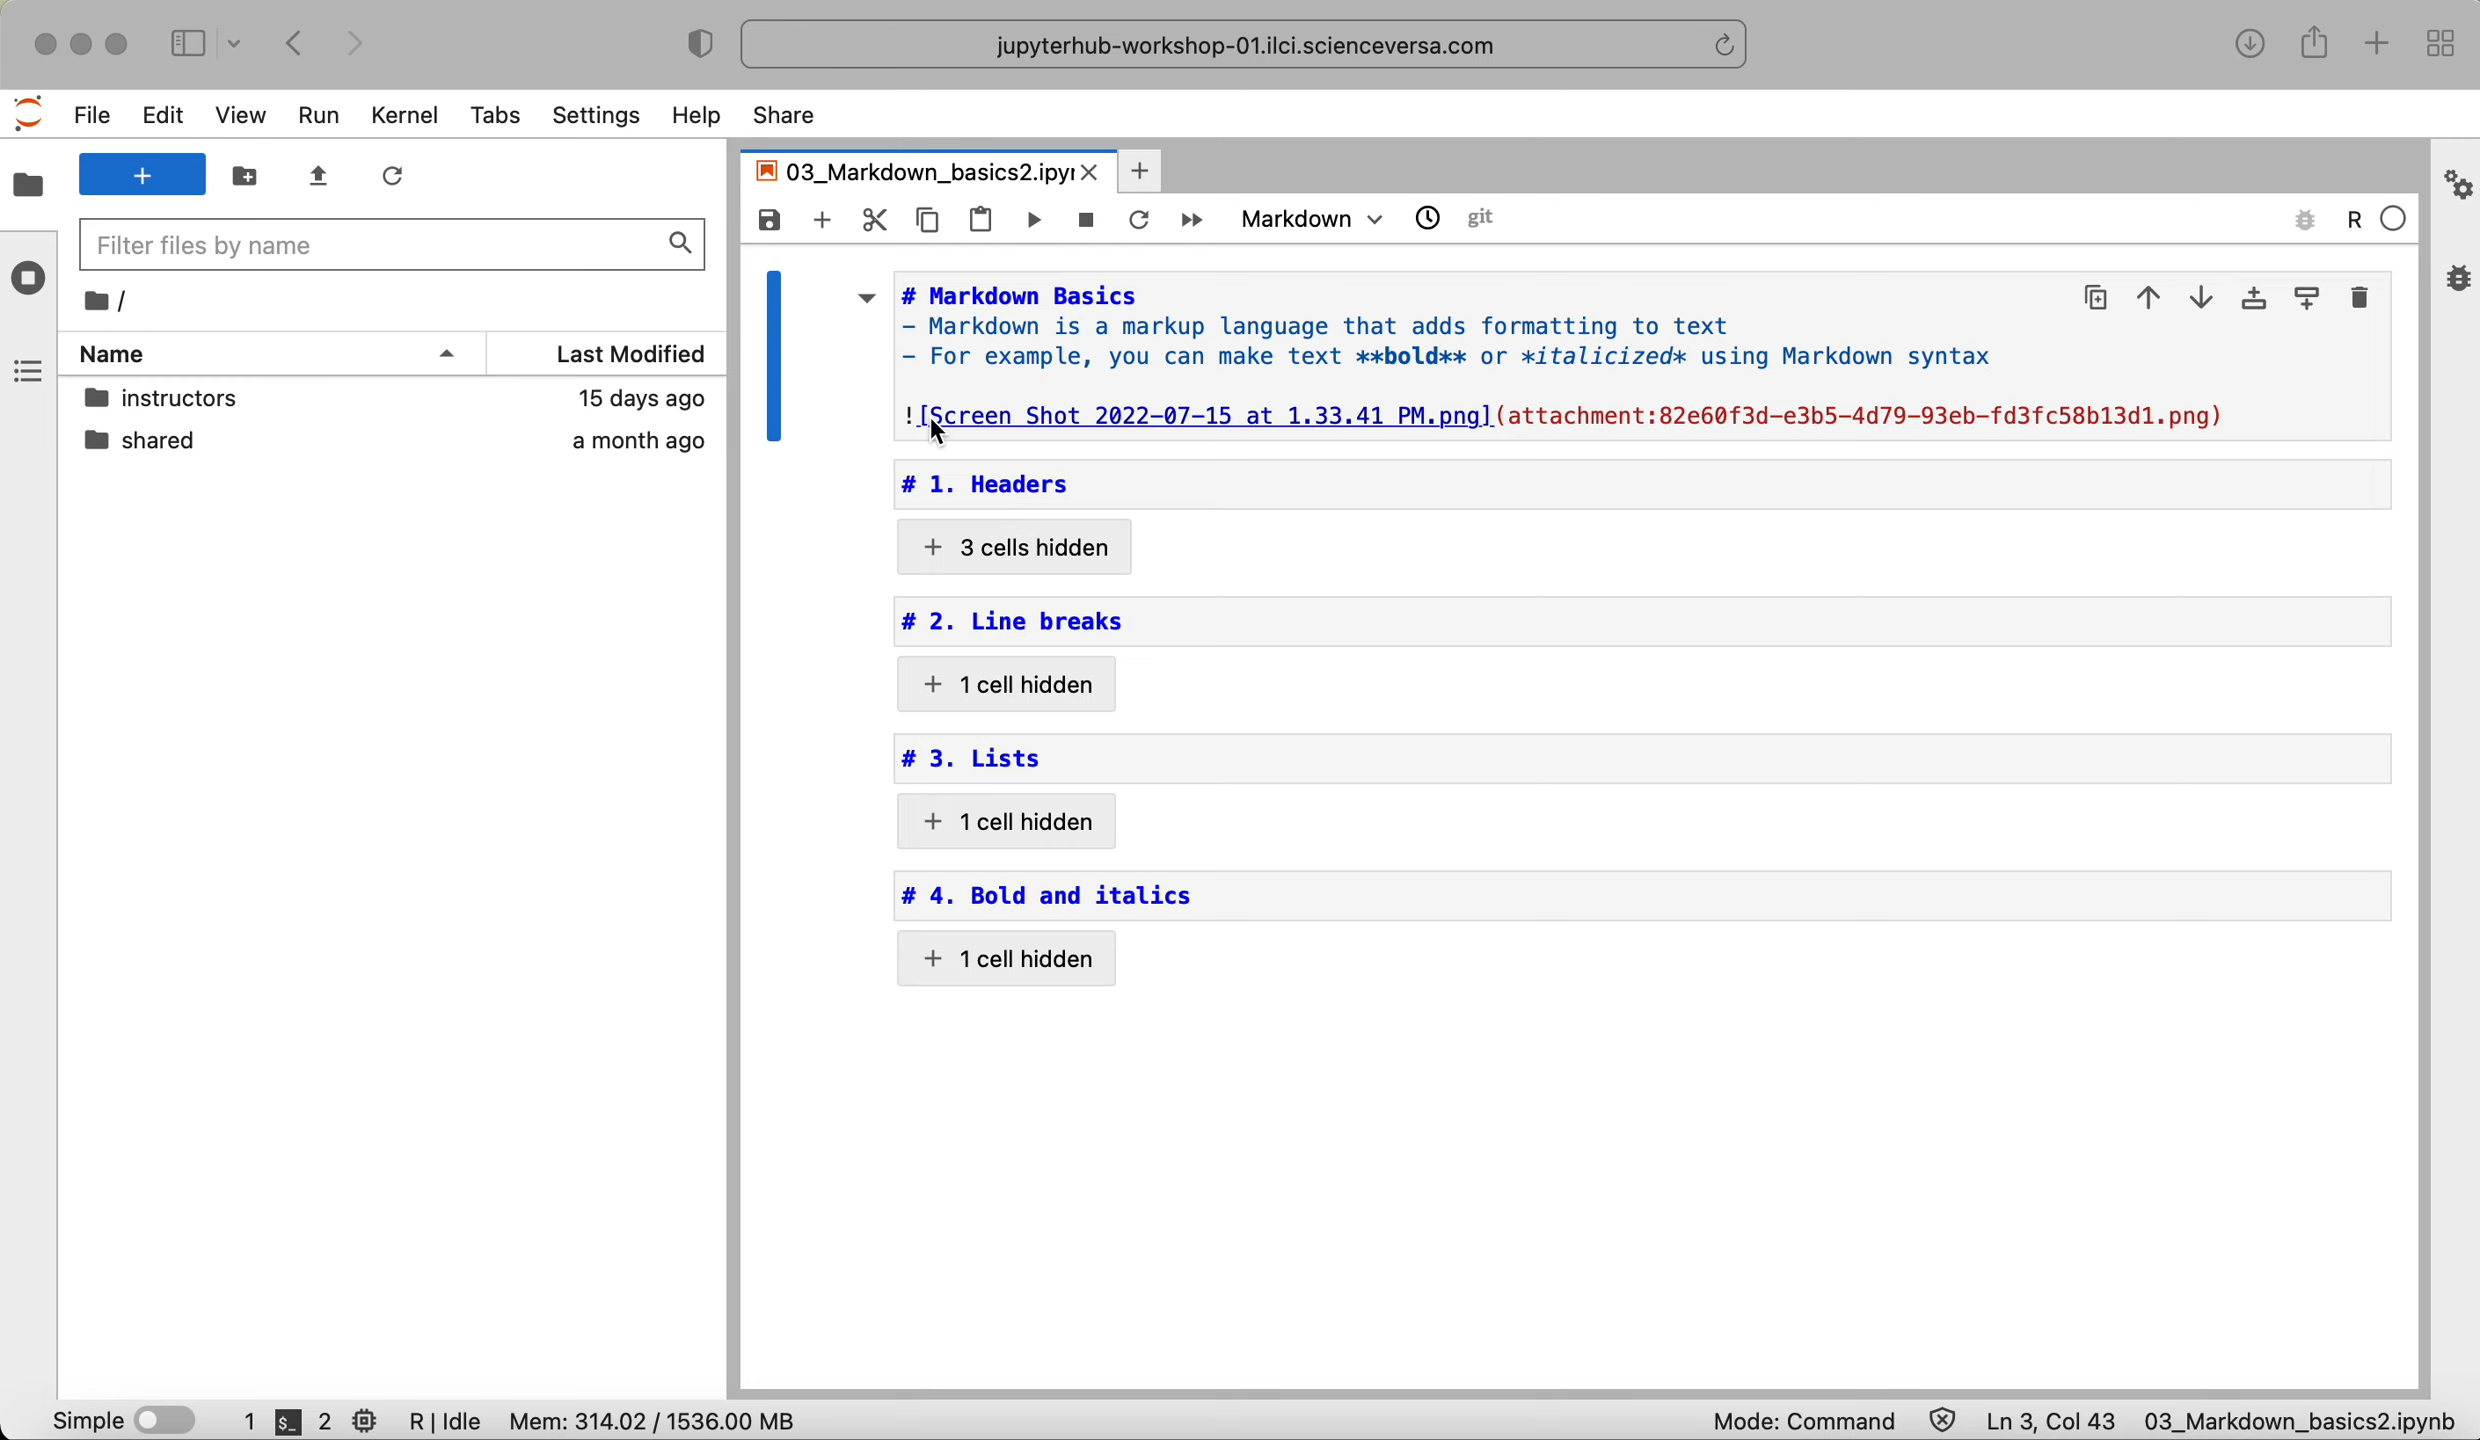 jupyterhub-workshop-01.ilci.scienceversa.com
File Edit View Run Kernel Tabs Settings Help Share
+
Filter files by name
/
Name Last Modified
instructors 15 days ago
shared a month ago
03_Markdown_basics2.ipyn
Markdown git R
# Markdown Basics
- Markdown is a markup language that adds formatting to text
- For example, you can make text **bold** or *italicized* using Markdown syntax
![Screen Shot 2022-07-15 at 1.33.41 PM.png](attachment:82e60f3d-e3b5-4d79-93eb-fd3fc58b13d1.png)
# 1. Headers
+ 3 cells hidden
# 2. Line breaks
+ 1 cell hidden
# 3. Lists
+ 1 cell hidden
# 4. Bold and italics
+ 1 cell hidden
Simple 1 $_ 2 R | Idle Mem: 314.02 / 1536.00 MB Mode: Command Ln 3, Col 43 03_Markdown_basics2.ipynb